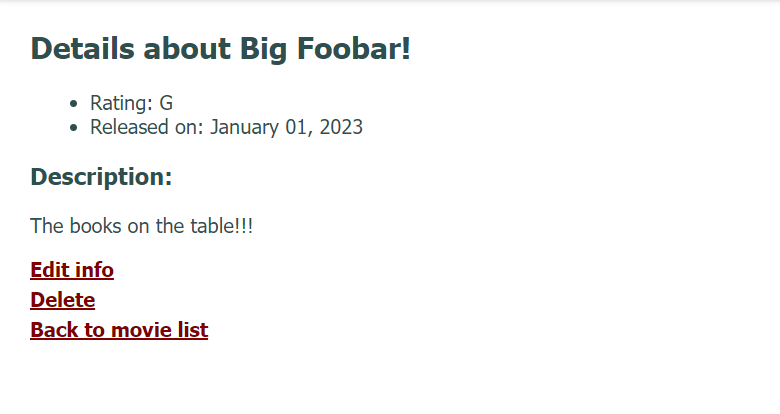 Details about Big Foobar!
• Rating: G
• Released on: January 01, 2023
Description:
The books on the table!!!
Edit info
Delete
Back to movie list